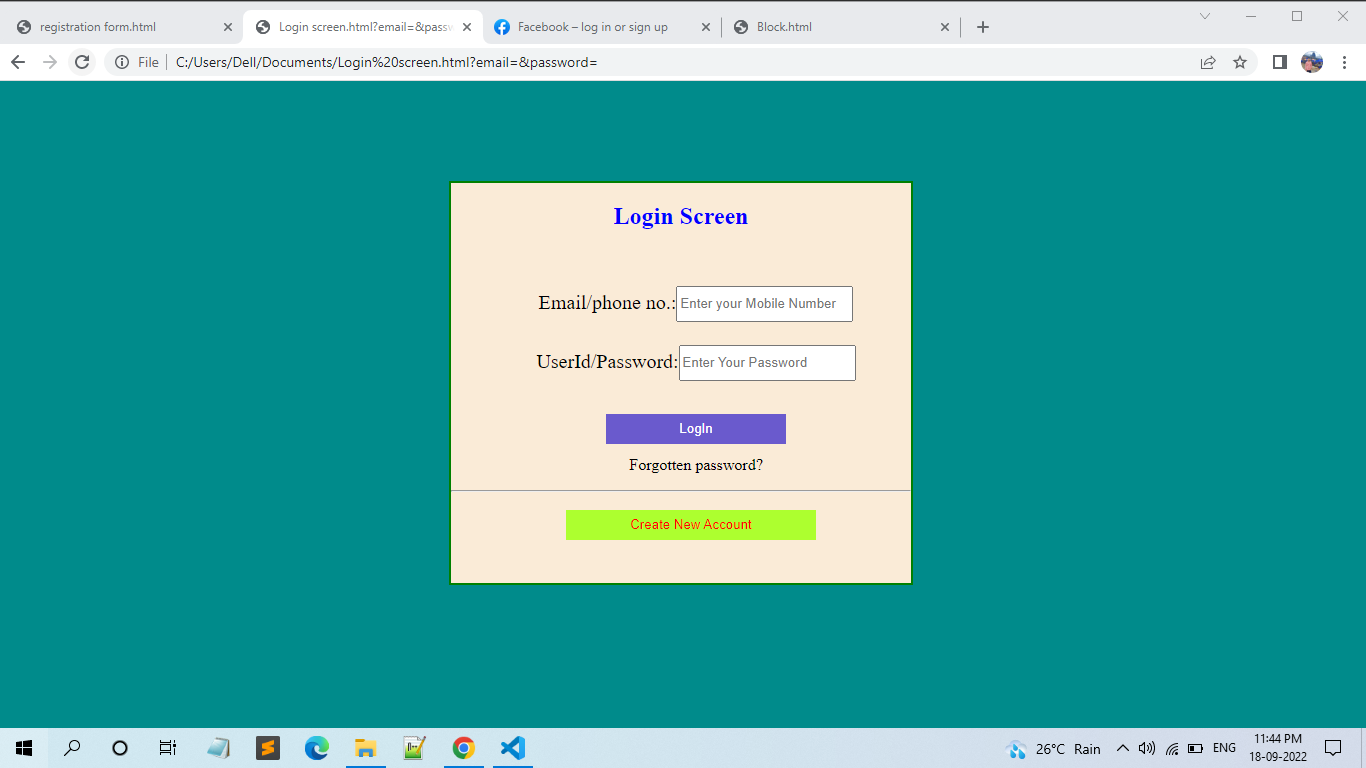 registration form.html
Login screen.html?email=&passw
Facebook – log in or sign up
Block.html
File
C:/Users/Dell/Documents/Login%20screen.html?email=&password=
Login Screen
Email/phone no.:
Enter your Mobile Number
UserId/Password:
Enter Your Password
LogIn
Forgotten password?
Create New Account
26°C Rain
ENG
11:44 PM
18-09-2022